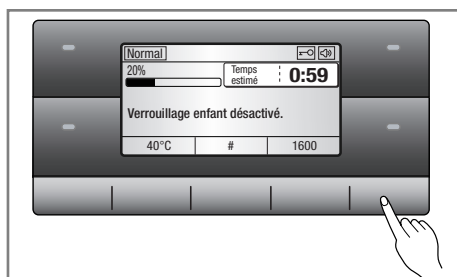 Normal
20%
Temps
estimé
0:59
Verrouillage enfant désactivé.
40°C # 1600